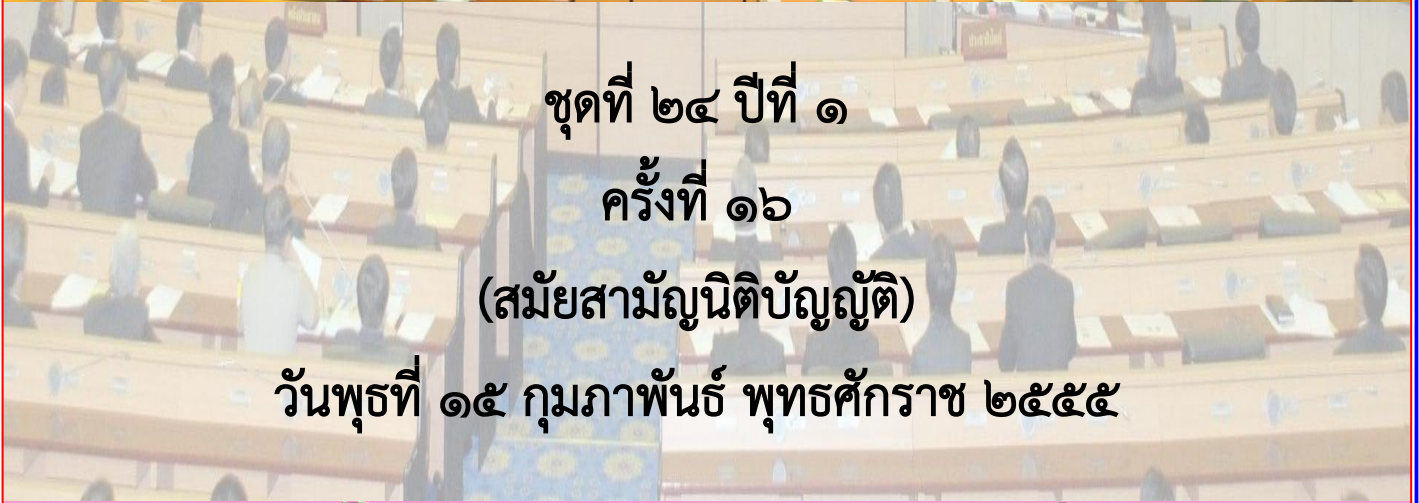 ชุดที่ ๒๔ ปีที่ ๑
ครั้งที่ ๑๖
(สมัยสามัญนิติบัญญัติ)
วันพุธที่ ๑๕ กุมภาพันธ์ พุทธศักราช ๒๕๕๕